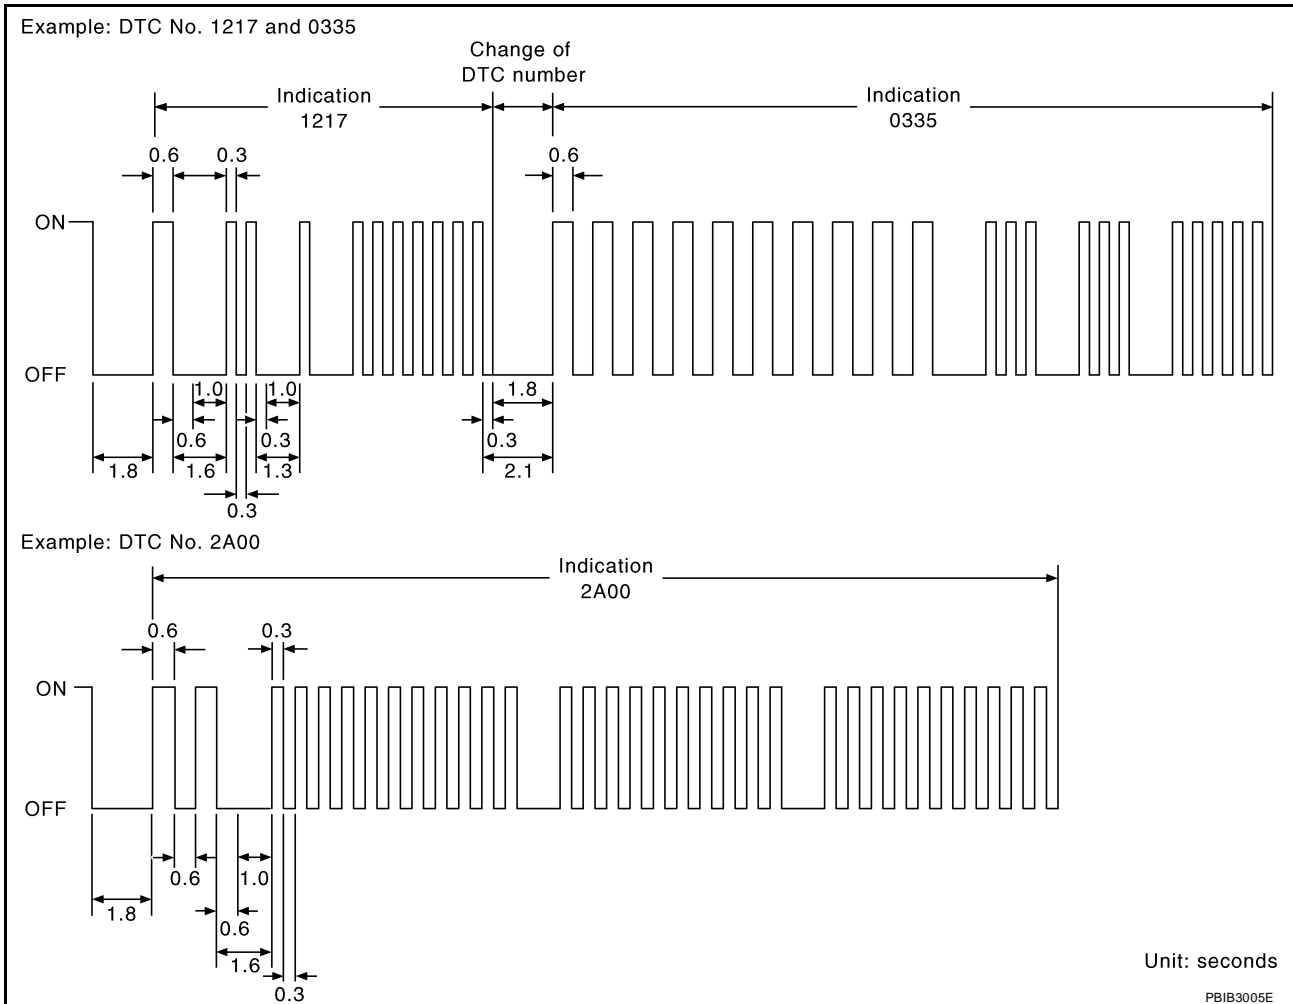 Example: DTC No. 1217 and 0335
Change of
DTC number
Indication
1217
Indication
0335
0.6
0.3
0.6
ON
OFF
1.0
1.0
1.8
0.6
0.3
0.3
1.8
1.6
1.3
2.1
0.3
Example: DTC No. 2A00
Indication
2A00
0.6
0.3
ON
OFF
0.6
1.0
1.8
0.6
1.6
0.3
Unit: seconds
PBIB3005E